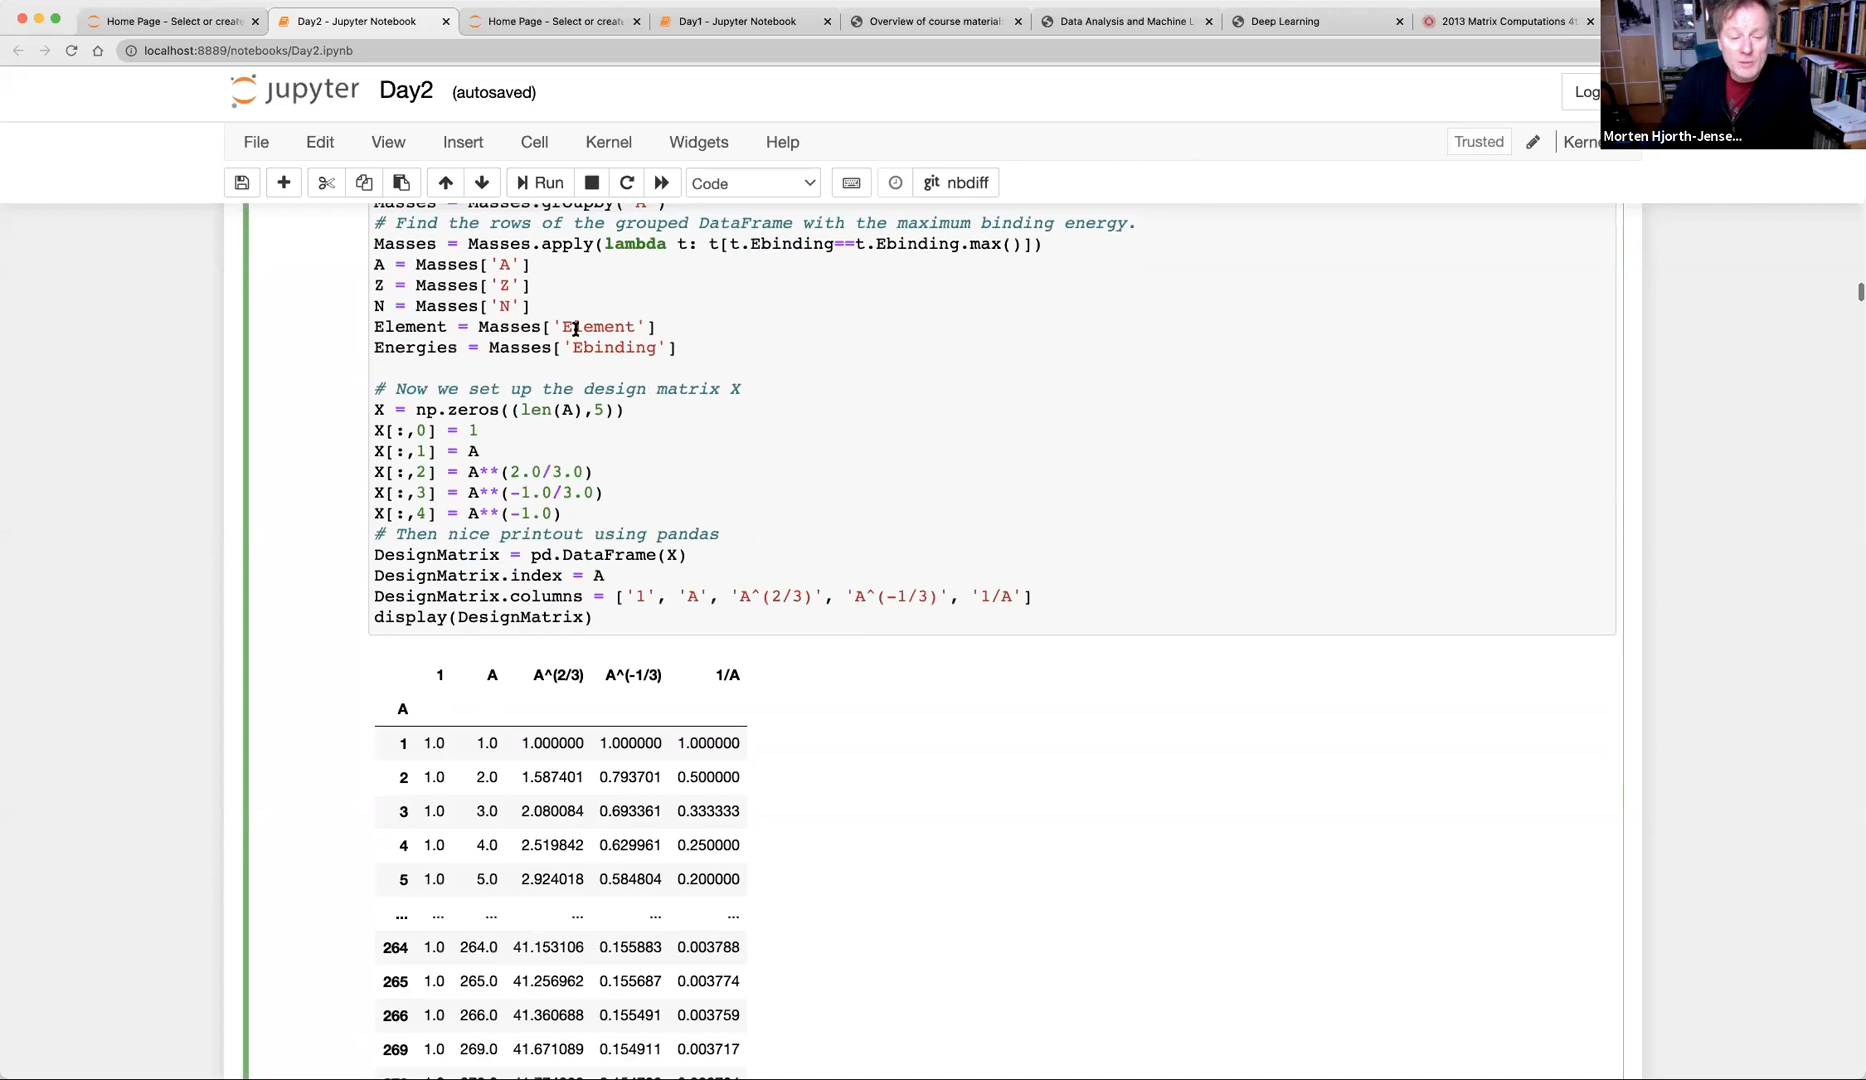 Home Page - Select or create
Day2 - Jupyter Notebook
Home Page - Select or create
Day1 - Jupyter Notebook
Overview of course materials
Data Analysis and Machine L
Deep Learning
2013 Matrix Computations 4t
localhost:8889/notebooks/Day2.ipynb
jupyter Day2 (autosaved)
Log
Morten Hjorth-Jense...
File Edit View Insert Cell Kernel Widgets Help
Trusted
Kerne
Run
Code
git nbdiff
Masses = Masses.groupby('A')
# Find the rows of the grouped DataFrame with the maximum binding energy.
Masses = Masses.apply(lambda t: t[t.Ebinding==t.Ebinding.max()])
A = Masses['A']
Z = Masses['Z']
N = Masses['N']
Element = Masses['Element']
Energies = Masses['Ebinding']
# Now we set up the design matrix X
X = np.zeros((len(A),5))
X[:,0] = 1
X[:,1] = A
X[:,2] = A**(2.0/3.0)
X[:,3] = A**(-1.0/3.0)
X[:,4] = A**(-1.0)
# Then nice printout using pandas
DesignMatrix = pd.DataFrame(X)
DesignMatrix.index = A
DesignMatrix.columns = ['1', 'A', 'A^(2/3)', 'A^(-1/3)', '1/A']
display(DesignMatrix)
1 A A^(2/3) A^(-1/3) 1/A
A
1 1.0 1.0 1.000000 1.000000 1.000000
2 1.0 2.0 1.587401 0.793701 0.500000
3 1.0 3.0 2.080084 0.693361 0.333333
4 1.0 4.0 2.519842 0.629961 0.250000
5 1.0 5.0 2.924018 0.584804 0.200000
... ... ... ... ... ...
264 1.0 264.0 41.153106 0.155883 0.003788
265 1.0 265.0 41.256962 0.155687 0.003774
266 1.0 266.0 41.360688 0.155491 0.003759
269 1.0 269.0 41.671089 0.154911 0.003717